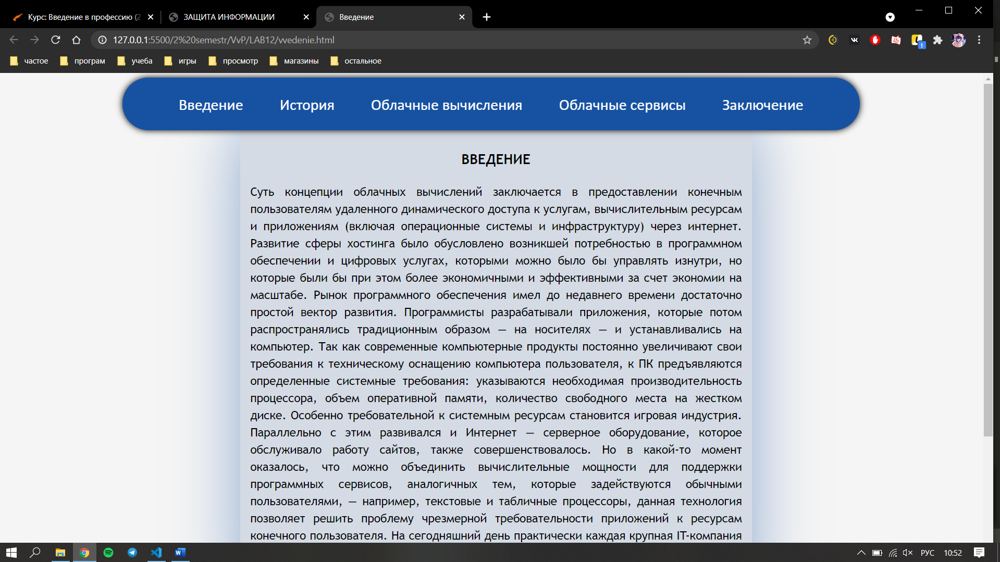 Курс: Введение в профессию (2
ЗАЩИТА ИНФОРМАЦИИ
Введение
127.0.0.1:5500/2%20semestr/VvP/LAB12/vvedenie.html
частое програм учеба игры просмотр магазины остальное
Введение История Облачные вычисления Облачные сервисы Заключение
ВВЕДЕНИЕ
Суть концепции облачных вычислений заключается в предоставлении конечным
пользователям удаленного динамического доступа к услугам, вычислительным ресурсам
и приложениям (включая операционные системы и инфраструктуру) через интернет.
Развитие сферы хостинга было обусловлено возникшей потребностью в программном
обеспечении и цифровых услугах, которыми можно было бы управлять изнутри, но
которые были бы при этом более экономичными и эффективными за счет экономии на
масштабе. Рынок программного обеспечения имел до недавнего времени достаточно
простой вектор развития. Программисты разрабатывали приложения, которые потом
распространялись традиционным образом — на носителях — и устанавливались на
компьютер. Так как современные компьютерные продукты постоянно увеличивают свои
требования к техническому оснащению компьютера пользователя, к ПК предъявляются
определенные системные требования: указываются необходимая производительность
процессора, объем оперативной памяти, количество свободного места на жестком
диске. Особенно требовательной к системным ресурсам становится игровая индустрия.
Параллельно с этим развивался и Интернет — серверное оборудование, которое
обслуживало работу сайтов, также совершенствовалось. Но в какой-то момент
оказалось, что можно объединить вычислительные мощности для поддержки
программных сервисов, аналогичных тем, которые задействуются обычными
пользователями, — например, текстовые и табличные процессоры, данная технология
позволяет решить проблему чрезмерной требовательности приложений к ресурсам
конечного пользователя. На сегодняшний день практически каждая крупная IT-компания
РУС 10:52